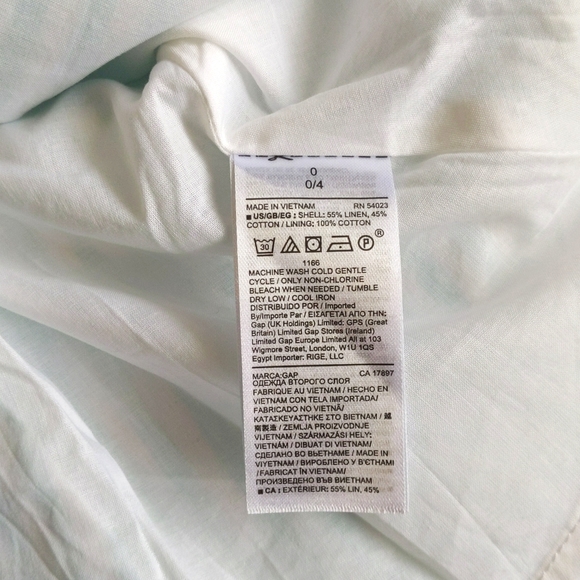 0
0/4
MADE IN VIETNAM RN 54023
■ US/GB/EG ; SHELL: 55% LINEN, 45%
COTTON / LINING: 100% COTTON
30 P ®
1166
MACHINE WASH COLD GENTLE
CYCLE / ONLY NON-CHLORINE
BLEACH WHEN NEEDED / TUMBLE
DRY LOW / COOL IRON
DISTRIBUIDO POR / Imported
By/Importe Par / ΕΙΣΑΓΕΤΑΙ ΑΠΟ ΤΗΝ:
Gap (UK Holdings) Limited: GPS (Great
Britain) Limited Gap Stores (Ireland)
Limited Gap Europe Limited All at 103
Wigmore Street, London, W1U 1QS
Egypt Importer: RIGE, LLC
MARCA:GAP CA 17897
ОДЕЖДА ВТОРОГО СЛОЯ
FABRIQUE AU VIETNAM / HECHO EN
VIETNAM CON TELA IMPORTADA/
FABRICADO NO VIETNÃ/
ΚΑΤΑΣΚΕΥΑΣΤΗΚΕ ΣΤΟ ΒΙΕΤΝΑΜ / 越
南製造 / ZEMLJA PROIZVODNJE
VIJETNAM / SZÁRMAZÁSI HELY:
VIETNÁM / DIBUAT DI VIETNAM/
СДЕЛАНО ВО ВЬЕТНАМЕ / MADE IN
VIYETNAM / ВИРОБЛЕНО У В'ЄТНАМІ
/ FABRICAT ÎN VIETNAM/
ПРОИЗВЕДЕНО ВЪВ ВИЕТНАМ
■ CA ; EXTÉRIEUR: 55% LIN, 45%